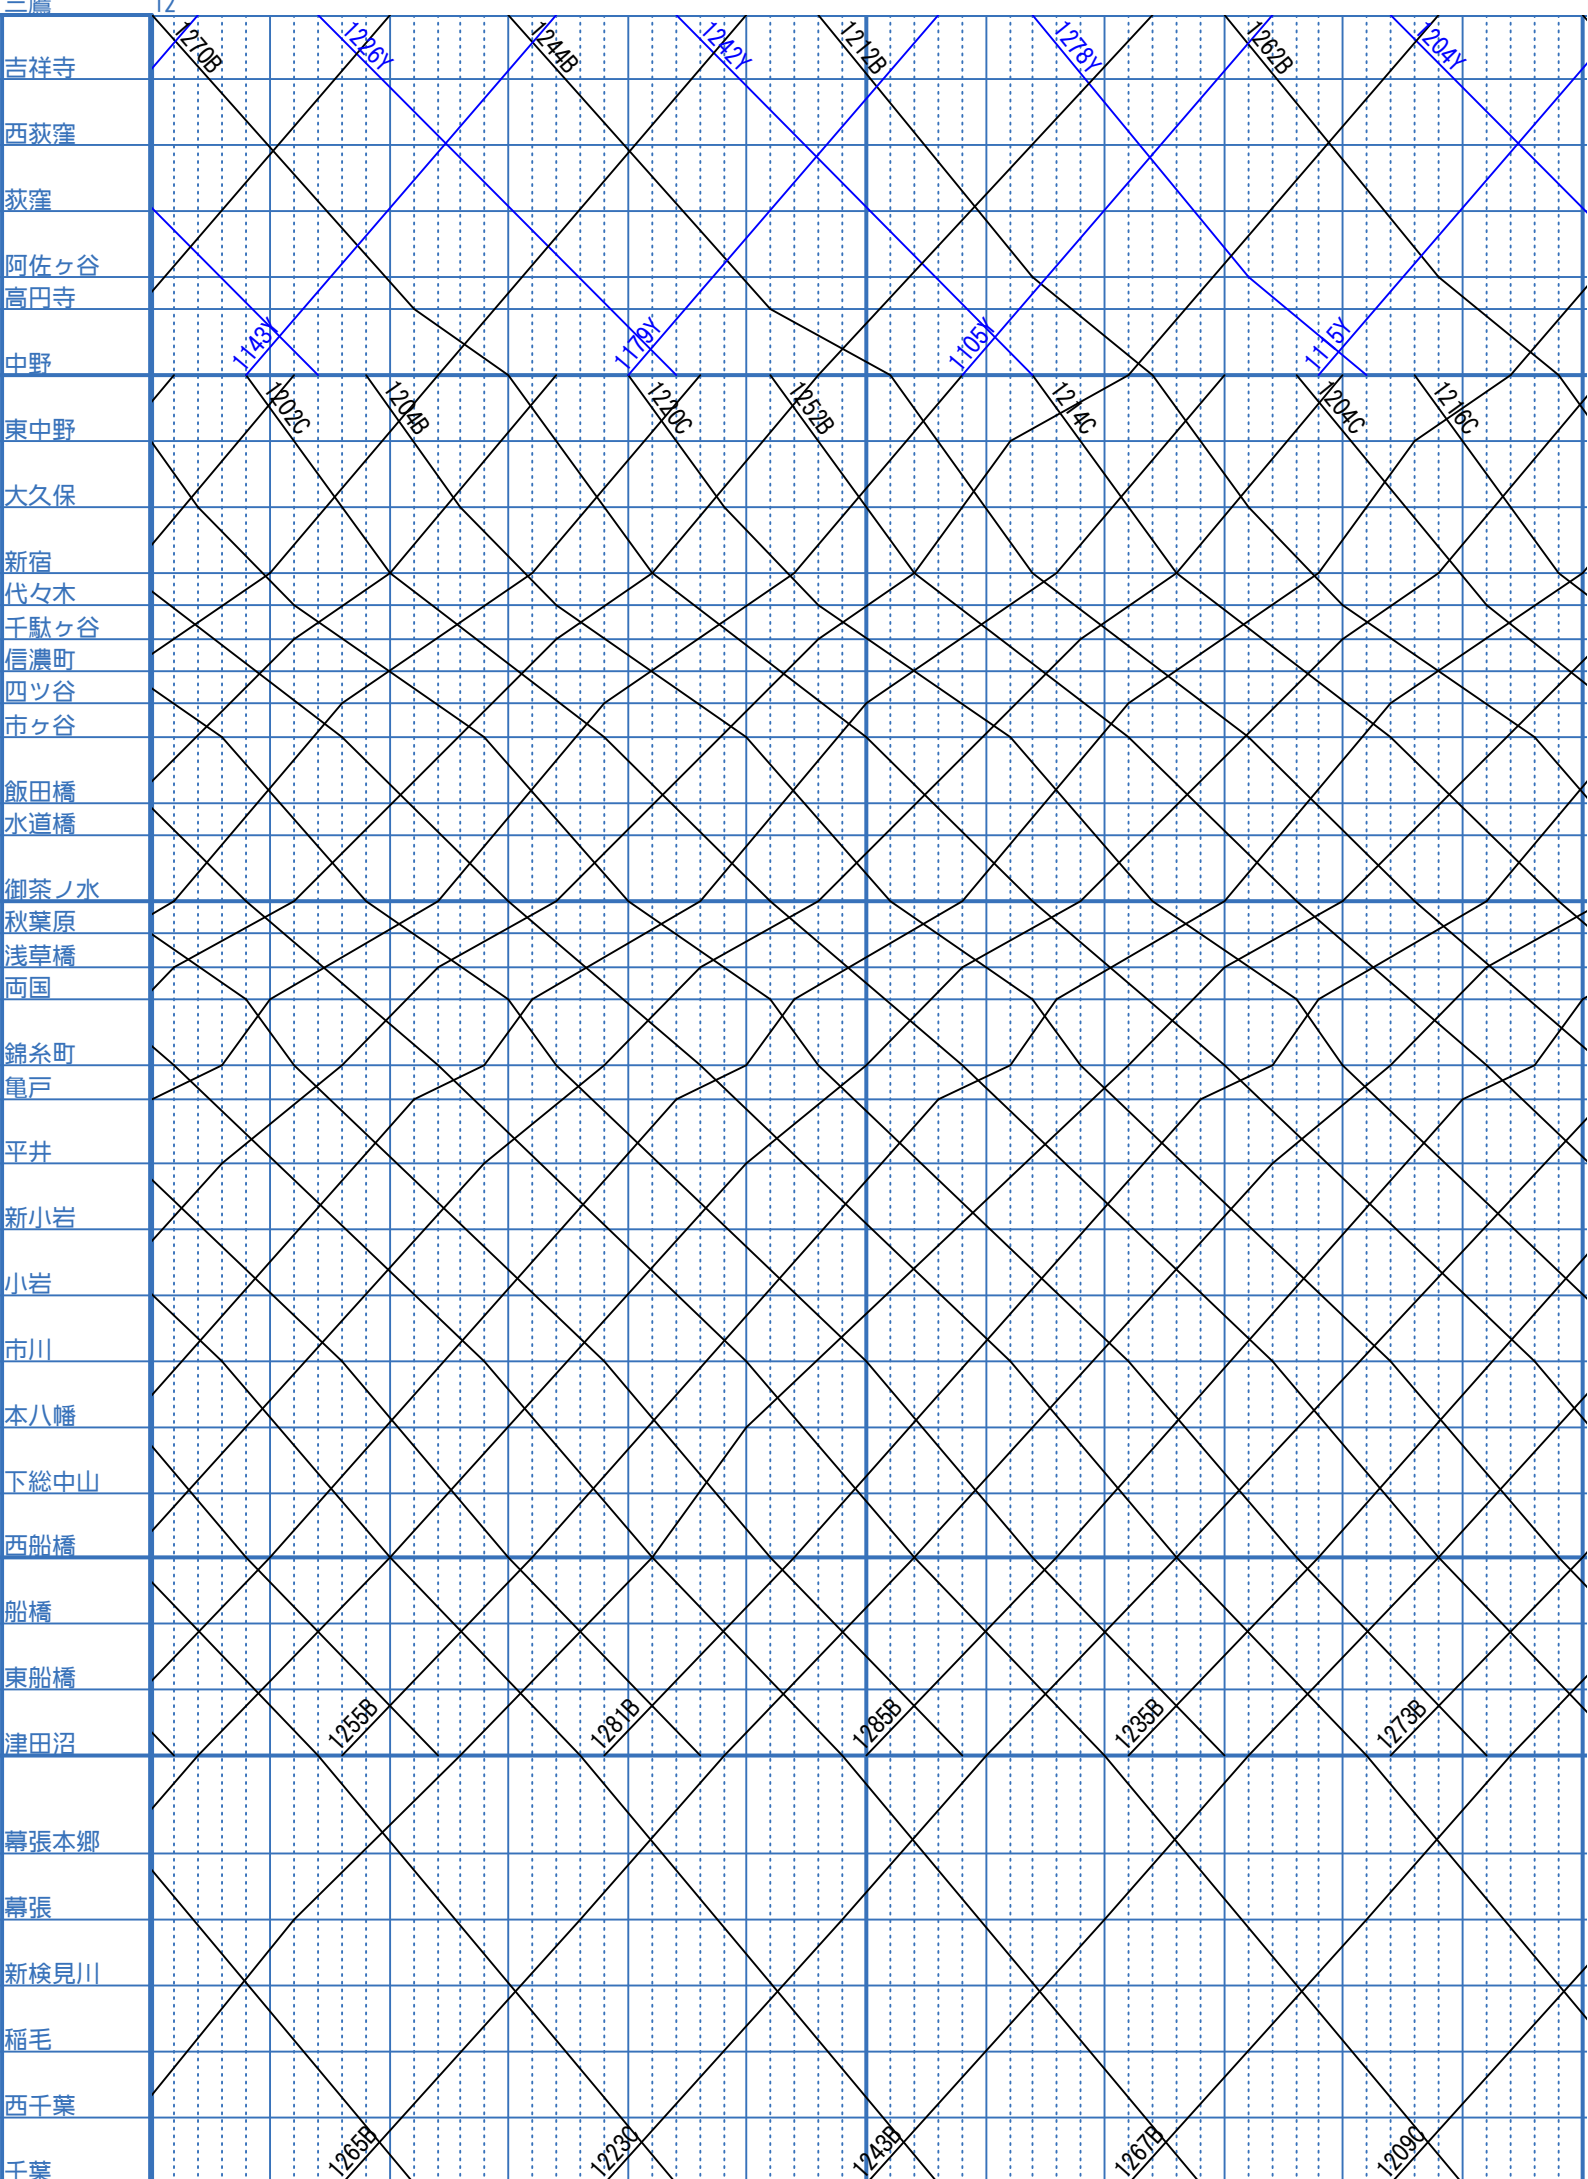 三鷹 12
1270B 1226Y 1244B 1242Y 1212B 1278Y 1262B 1204Y
吉祥寺
西荻窪
荻窪
阿佐ヶ谷
高円寺
1143Y 1179Y 1105Y 1115Y
中野
1202C 1204B 1220C 1252B 1214C 1204C 1216C
東中野
大久保
新宿
代々木
千駄ヶ谷
信濃町
四ツ谷
市ヶ谷
飯田橋
水道橋
御茶ノ水
秋葉原
浅草橋
両国
錦糸町
亀戸
平井
新小岩
小岩
市川
本八幡
下総中山
西船橋
船橋
東船橋
1255B 1281B 1285B 1235B 1273B
津田沼
幕張本郷
幕張
新検見川
稲毛
西千葉
1265B 1223C 1243B 1267B 1209C
千葉